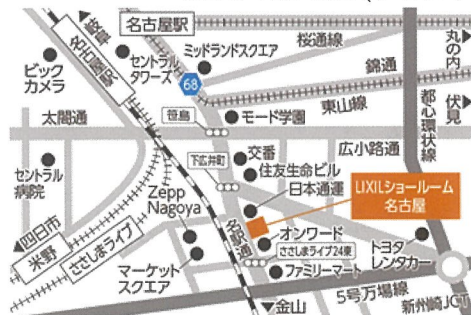 名古屋駅
岐阜
名古屋駅
桜通線
丸の内
ミッドランドスクエア
セントラル
タワーズ
錦通
ビック
カメラ
68
東山線
伏見
太閤通
笹島
モード学園
都心環状線
広小路通
下広井町
交番
セントラル
病院
住友生命ビル
LIXILショールーム
名古屋
Zepp
Nagoya
日本通運
四日市
米野
ささしまライブ
名駅通
オンワード
ささしまライブ24東
トヨタ
レンタカー
マーケット
スクエア
ファミリーマート
5号万場線
金山
新州崎JCT